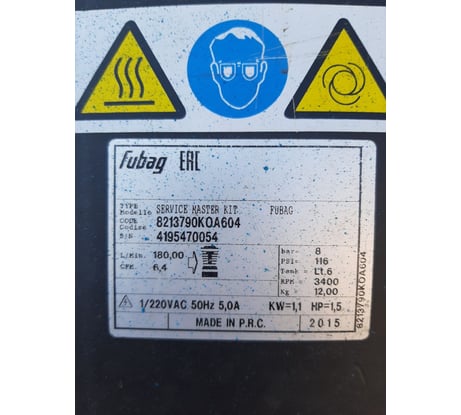 Fubag EAC
TYPE Modelle SERVICE MASTER KIT FUBAG
CODE Codice 8213790KOA604
S/N 4195470054
L/Min. 180,00
CFM. 6,4
bar= 8
PSI= 116
Tank= Lt.6
RPM = 3400
Kg = 12,00
1/220VAC 50Hz 5,0A KW=1,1 HP=1,5
MADE IN P.R.C. 2015
8213790KOA604